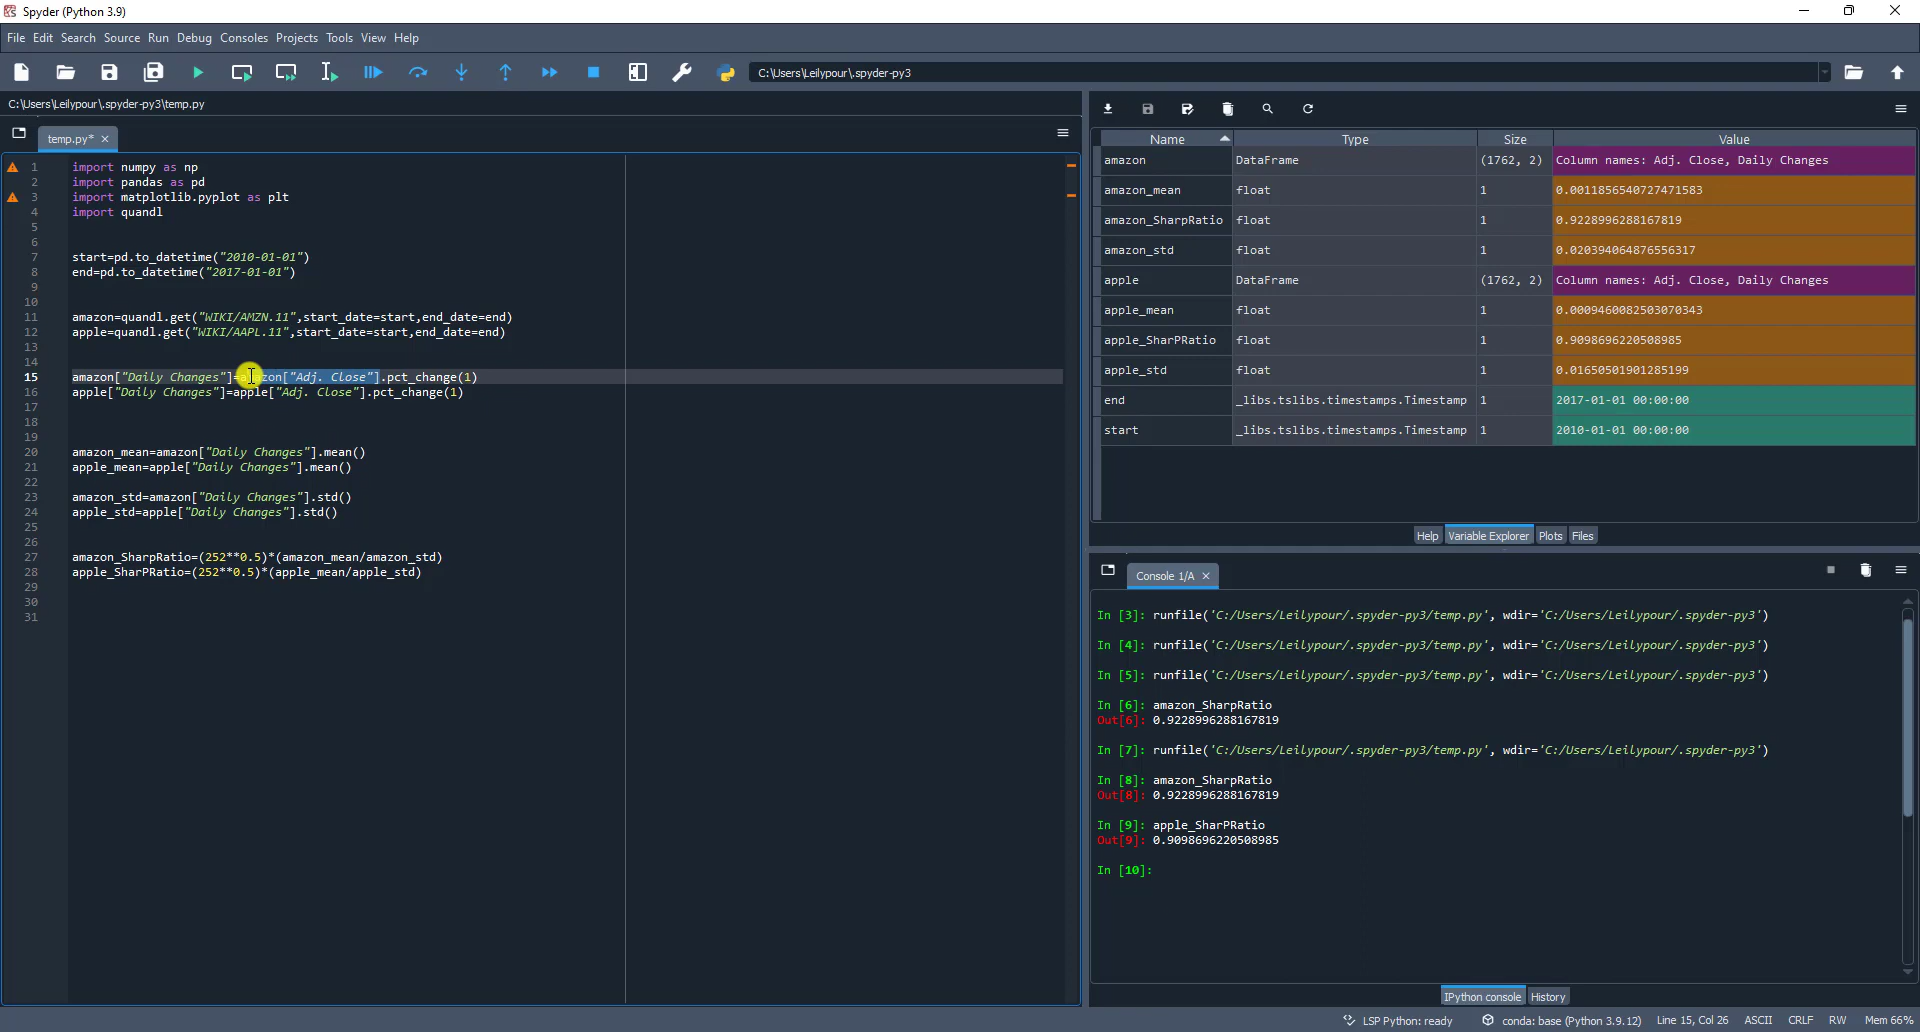 Spyder (Python 3.9)
File Edit Search Source Run Debug Consoles Projects Tools View Help
C:\Users\Leilypour\.spyder-py3
C:\Users\Leilypour\.spyder-py3\temp.py
temp.py*
1 import numpy as np
2 import pandas as pd
3 import matplotlib.pyplot as plt
4 import quandl
5
6
7 start=pd.to_datetime("2010-01-01")
8 end=pd.to_datetime("2017-01-01")
9
10
11 amazon=quandl.get("WIKI/AMZN.11",start_date=start,end_date=end)
12 apple=quandl.get("WIKI/AAPL.11",start_date=start,end_date=end)
13
14
15 amazon["Daily Changes"]=amazon["Adj. Close"].pct_change(1)
16 apple["Daily Changes"]=apple["Adj. Close"].pct_change(1)
17
18
19
20 amazon_mean=amazon["Daily Changes"].mean()
21 apple_mean=apple["Daily Changes"].mean()
22
23 amazon_std=amazon["Daily Changes"].std()
24 apple_std=apple["Daily Changes"].std()
25
26
27 amazon_SharpRatio=(252**0.5)*(amazon_mean/amazon_std)
28 apple_SharPRatio=(252**0.5)*(apple_mean/apple_std)
29
30
31
Name Type Size Value
amazon DataFrame (1762, 2) Column names: Adj. Close, Daily Changes
amazon_mean float 1 0.0011856540727471583
amazon_SharpRatio float 1 0.9228996288167819
amazon_std float 1 0.020394064876556317
apple DataFrame (1762, 2) Column names: Adj. Close, Daily Changes
apple_mean float 1 0.0009460082503070343
apple_SharPRatio float 1 0.9098696220508985
apple_std float 1 0.01650501901285199
end _libs.tslibs.timestamps.Timestamp 1 2017-01-01 00:00:00
start _libs.tslibs.timestamps.Timestamp 1 2010-01-01 00:00:00
Help Variable Explorer Plots Files
Console 1/A
In [3]: runfile('C:/Users/Leilypour/.spyder-py3/temp.py', wdir='C:/Users/Leilypour/.spyder-py3')
In [4]: runfile('C:/Users/Leilypour/.spyder-py3/temp.py', wdir='C:/Users/Leilypour/.spyder-py3')
In [5]: runfile('C:/Users/Leilypour/.spyder-py3/temp.py', wdir='C:/Users/Leilypour/.spyder-py3')
In [6]: amazon_SharpRatio
Out[6]: 0.9228996288167819
In [7]: runfile('C:/Users/Leilypour/.spyder-py3/temp.py', wdir='C:/Users/Leilypour/.spyder-py3')
In [8]: amazon_SharpRatio
Out[8]: 0.9228996288167819
In [9]: apple_SharPRatio
Out[9]: 0.9098696220508985
In [10]:
IPython console History
LSP Python: ready conda: base (Python 3.9.12) Line 15, Col 26 ASCII CRLF RW Mem 66%